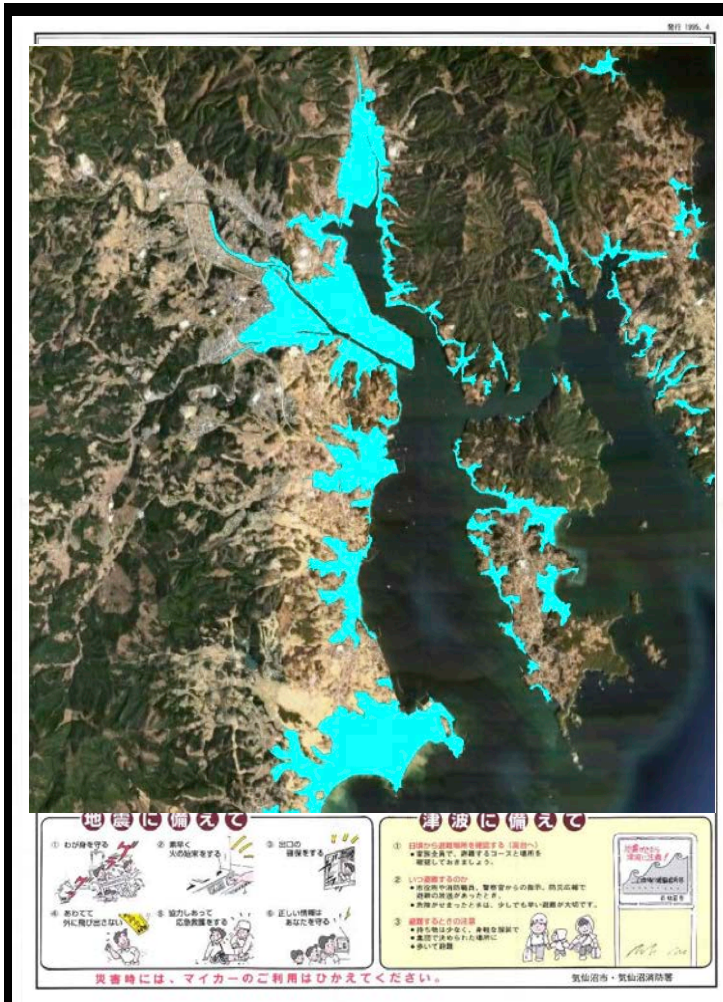 発行 1995. 4
地震に備えて
① わが身を守る
② 素早く
火の始末をする
③ 出口の
確保をする
④ あわてて
外に飛び出さない
⑤ 協力しあって
応急救護をする
⑥ 正しい情報は
あなたを守る
津波に備えて
① 日頃から避難場所を確認する（高台へ）
●家族全員で、避難するコースと場所を
確認しておきましょう。
② いつ避難するのか
●市役所や消防職員、警察官からの指示、防災広報で
避難の放送があったとき。
●危険がせまったときは、少しでも早い避難が大切です。
③ 避難するときの注意
●持ち物は少なく、身軽な服装で
●集団で決められた場所に
●歩いて避難
災害時には、マイカーのご利用はひかえてください。
気仙沼市・気仙沼消防署